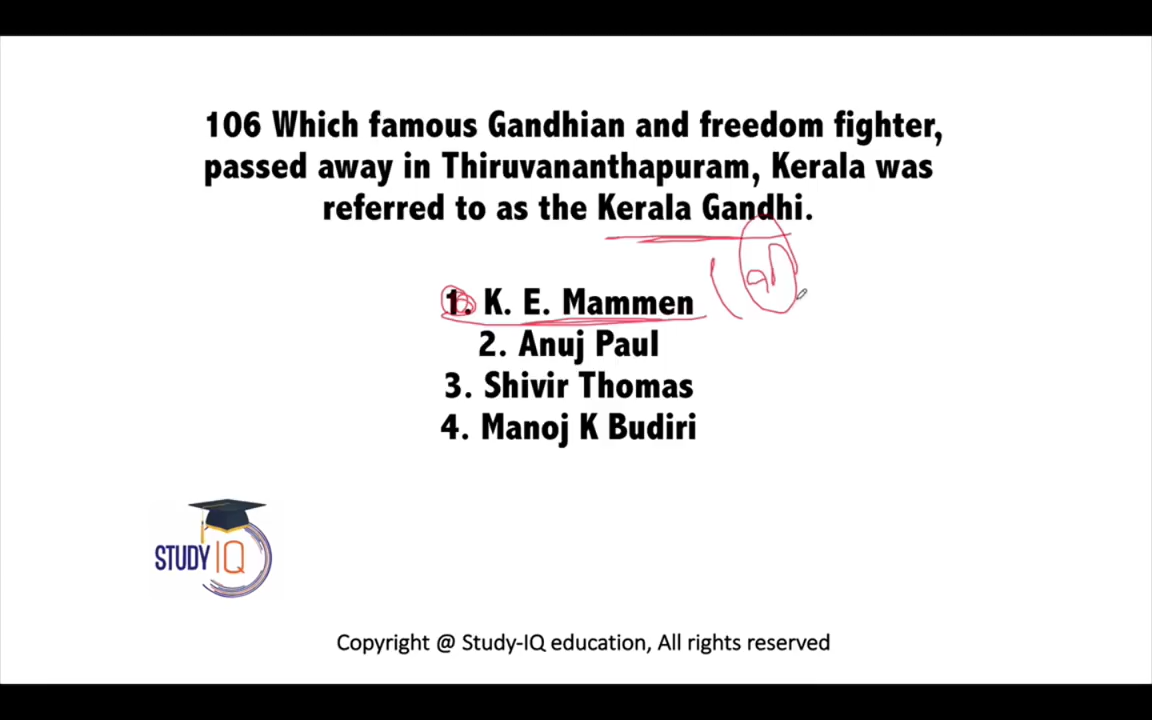 106 Which famous Gandhian and freedom fighter,
passed away in Thiruvananthapuram, Kerala was
referred to as the Kerala Gandhi.
1. K. E. Mammen
2. Anuj Paul
3. Shivir Thomas
4. Manoj K Budiri
STUDY IQ
Copyright @ Study-IQ education, All rights reserved